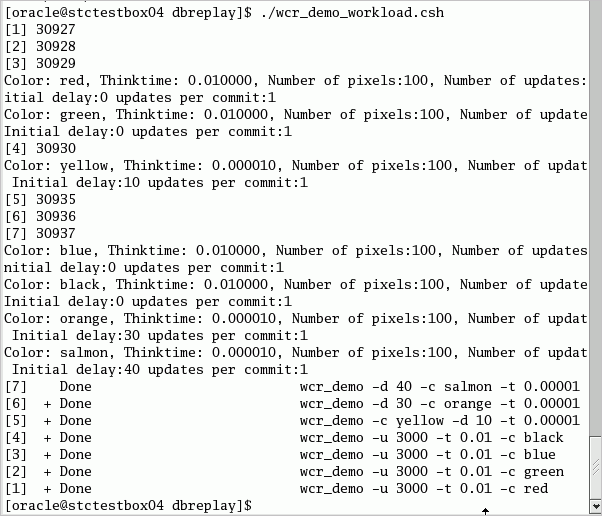 [oracle@stctestbox04 dbreplay]$ ./wcr_demo_workload.csh
[1] 30927
[2] 30928
[3] 30929
Color: red, Thinktime: 0.010000, Number of pixels:100, Number of updates:
itial delay:0 updates per commit:1
Color: green, Thinktime: 0.010000, Number of pixels:100, Number of update
Initial delay:0 updates per commit:1
[4] 30930
Color: yellow, Thinktime: 0.000010, Number of pixels:100, Number of updat
 Initial delay:10 updates per commit:1
[5] 30935
[6] 30936
[7] 30937
Color: blue, Thinktime: 0.010000, Number of pixels:100, Number of updates
nitial delay:0 updates per commit:1
Color: black, Thinktime: 0.010000, Number of pixels:100, Number of update
Initial delay:0 updates per commit:1
Color: orange, Thinktime: 0.000010, Number of pixels:100, Number of updat
 Initial delay:30 updates per commit:1
Color: salmon, Thinktime: 0.000010, Number of pixels:100, Number of updat
 Initial delay:40 updates per commit:1
[7]    Done                          wcr_demo -d 40 -c salmon -t 0.00001
[6]  + Done                          wcr_demo -d 30 -c orange -t 0.00001
[5]  + Done                          wcr_demo -c yellow -d 10 -t 0.00001
[4]  + Done                          wcr_demo -u 3000 -t 0.01 -c black
[3]  + Done                          wcr_demo -u 3000 -t 0.01 -c blue
[2]  + Done                          wcr_demo -u 3000 -t 0.01 -c green
[1]  + Done                          wcr_demo -u 3000 -t 0.01 -c red
[oracle@stctestbox04 dbreplay]$